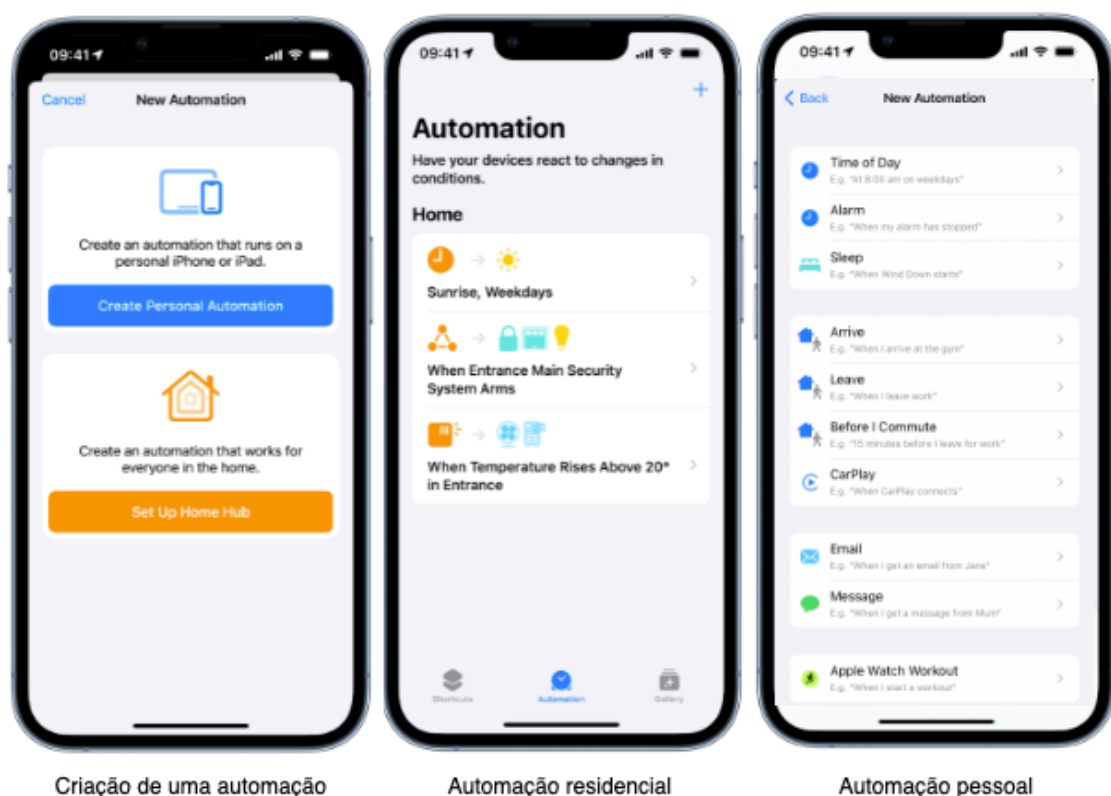 09:41
Cancel
New Automation
Create an automation that runs on a
personal iPhone or iPad.
Create Personal Automation
Create an automation that works for
everyone in the home.
Set Up Home Hub
Criação de uma automação
09:41
+
Automation
Have your devices react to changes in
conditions.
Home
Sunrise, Weekdays
When Entrance Main Security
System Arms
When Temperature Rises Above 20°
in Entrance
Shortcuts
Automation
Gallery
Automação residencial
09:41
Back
New Automation
Time of Day
E.g. "At 8:00 am on weekdays"
Alarm
E.g. "When my alarm has stopped"
Sleep
E.g. "When Wind Down starts"
Arrive
E.g. "When I arrive at the gym"
Leave
E.g. "When I leave work"
Before I Commute
E.g. "15 minutes before I leave for work"
CarPlay
E.g. "When CarPlay connects"
Email
E.g. "When I get an email from Jane"
Message
E.g. "When I get a message from Mum"
Apple Watch Workout
E.g. "When I start a workout"
Automação pessoal